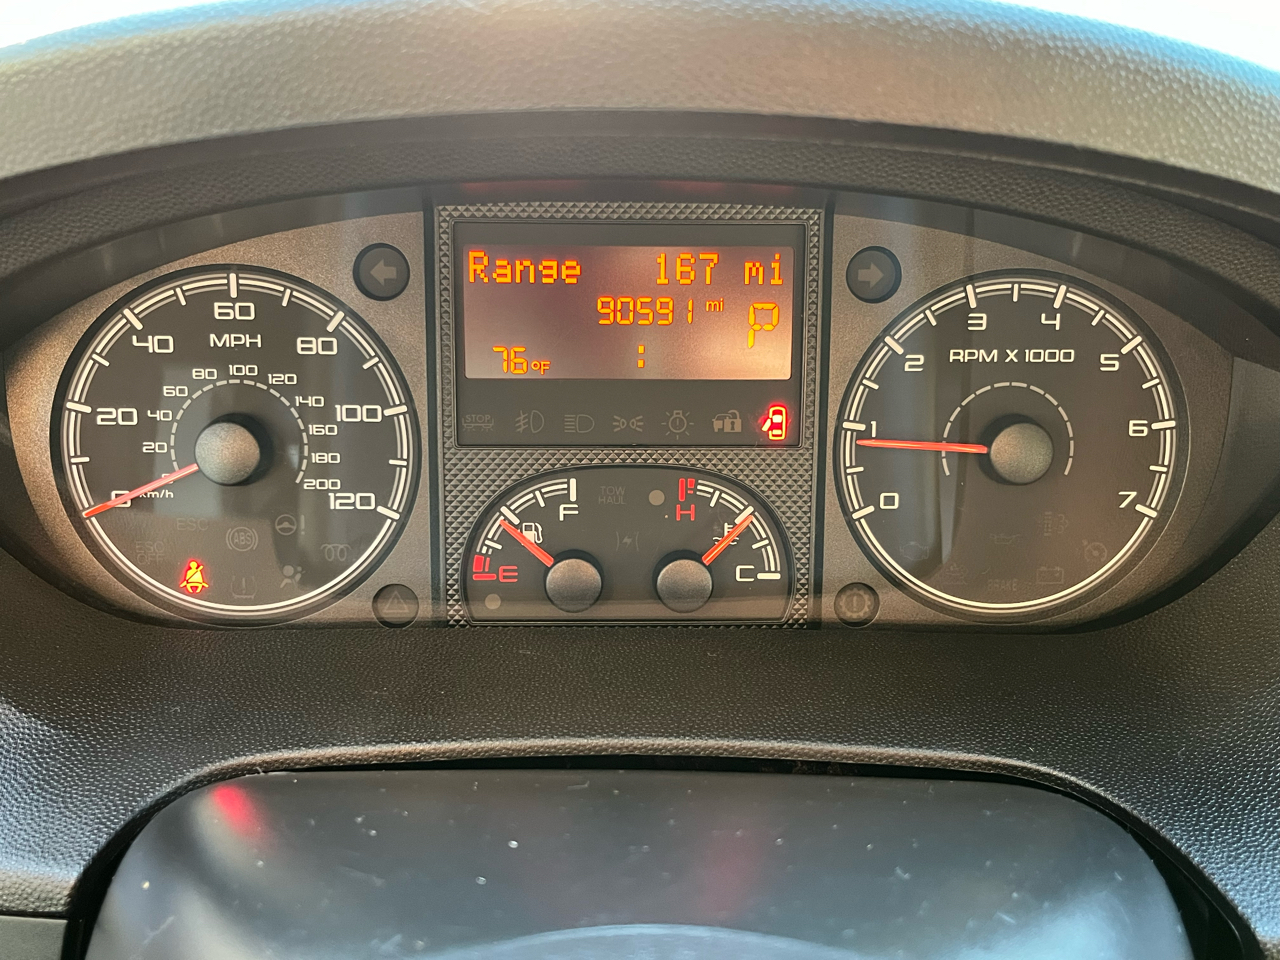 Range 167 mi
90591 mi
P
76°F :
60
MPH
40 80
20 100
0 120
80 100 120
60 140
40 160
20 180
km/h 200
ESC
ABS
STOP
F
E
TOW
HAUL
H
C
3 4
2 RPM X 1000 5
1 6
0 7
BRAKE